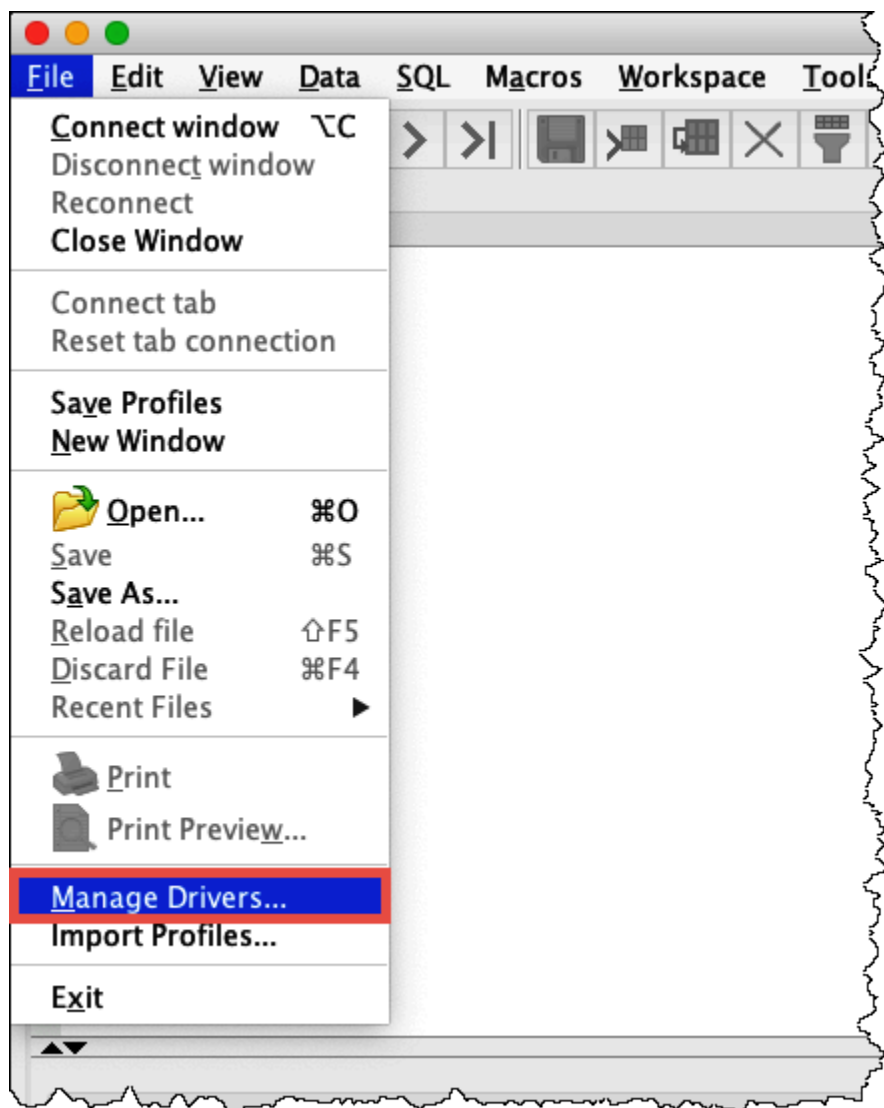 File Edit View Data SQL Macros Workspace Tools
Connect window ⌥C
Disconnect window
Reconnect
Close Window
Connect tab
Reset tab connection
Save Profiles
New Window
Open... ⌘O
Save ⌘S
Save As...
Reload file ⇧F5
Discard File ⌘F4
Recent Files ▶
Print
Print Preview...
Manage Drivers...
Import Profiles...
Exit